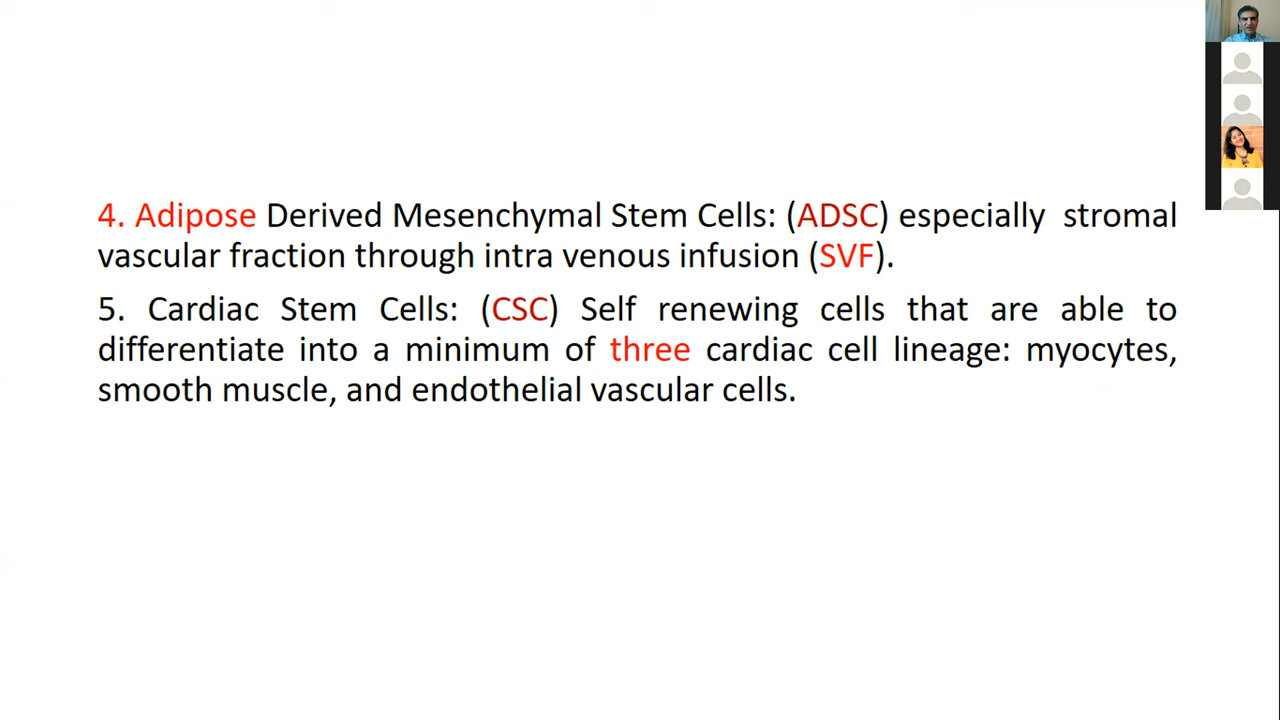 4. Adipose Derived Mesenchymal Stem Cells: (ADSC) especially stromal
vascular fraction through intra venous infusion (SVF).
5. Cardiac Stem Cells: (CSC) Self renewing cells that are able to
differentiate into a minimum of three cardiac cell lineage: myocytes,
smooth muscle, and endothelial vascular cells.